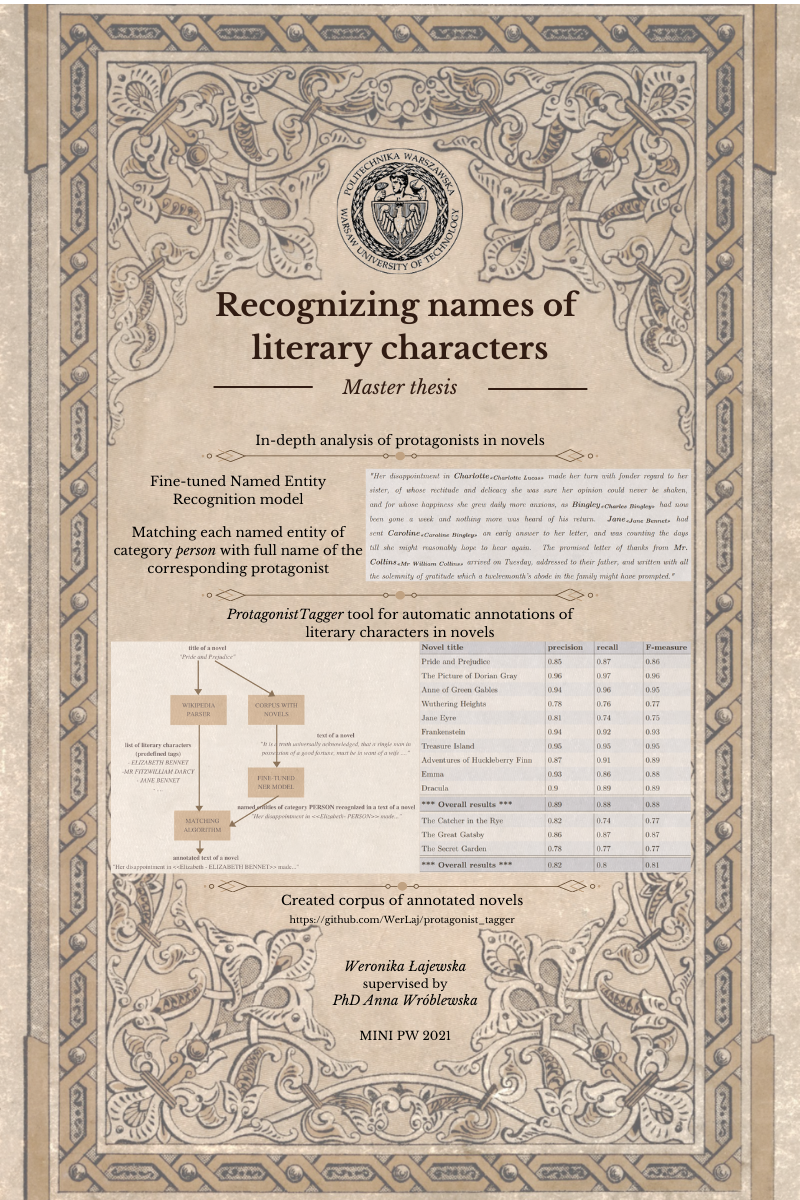 POLITECHNIKA WARSZAWSKA
WARSAW UNIVERSITY OF TECHNOLOGY
Recognizing names of
literary characters
Master thesis
In-depth analysis of protagonists in novels
Fine-tuned Named Entity
Recognition model
Matching each named entity of
category person with full name of the
corresponding protagonist
"Her disappointment in Charlotte«Charlotte Lucas» made her turn with fonder regard to her
sister, of whose rectitude and delicacy she was sure her opinion could never be shaken,
and for whose happiness she grew daily more anxious, as Bingley«Charles Bingley» had now
been gone a week and nothing more was heard of his return. Jane«Jane Bennet» had
sent Caroline«Caroline Bingley» an early answer to her letter, and was counting the days
till she might reasonably hope to hear again. The promised letter of thanks from Mr.
Collins«Mr William Collins» arrived on Tuesday, addressed to their father, and written with all
the solemnity of gratitude which a twelvemonth's abode in the family might have prompted."
ProtagonistTagger tool for automatic annotations of
literary characters in novels
title of a novel
"Pride and Prejudice"
WIKIPEDIA
PARSER
CORPUS WITH
NOVELS
list of literary characters
(predefined tags)
- ELIZABETH BENNET
-MR FITZWILLIAM DARCY
- JANE BENNET
. . .
text of a novel
"It is a truth universally acknowledged, that a single man in
possession of a good fortune, must be in want of a wife ..."
FINE-TUNED
NER MODEL
named entities of category PERSON recognized in a text of a novel
"Her disappointment in <<Elizabeth- PERSON>> made..."
MATCHING
ALGORITHM
annotated text of a novel
"Her disappointment in <<Elizabeth - ELIZABETH BENNET>> made..."
Novel title precision recall F-measure
Pride and Prejudice 0.85 0.87 0.86
The Picture of Dorian Gray 0.96 0.97 0.96
Anne of Green Gables 0.94 0.96 0.95
Wuthering Heights 0.78 0.76 0.77
Jane Eyre 0.81 0.74 0.75
Frankenstein 0.94 0.92 0.93
Treasure Island 0.95 0.95 0.95
Adventures of Huckleberry Finn 0.87 0.91 0.89
Emma 0.93 0.86 0.88
Dracula 0.9 0.89 0.89
*** Overall results *** 0.89 0.88 0.88
The Catcher in the Rye 0.82 0.74 0.77
The Great Gatsby 0.86 0.87 0.87
The Secret Garden 0.78 0.77 0.77
*** Overall results *** 0.82 0.8 0.81
Created corpus of annotated novels
https://github.com/WerLaj/protagonist_tagger
Weronika Łajewska
supervised by
PhD Anna Wróblewska
MINI PW 2021